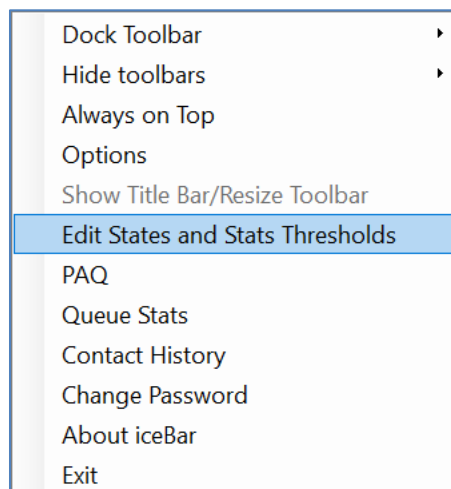 Dock Toolbar
Hide toolbars
Always on Top
Options
Show Title Bar/Resize Toolbar
Edit States and Stats Thresholds
PAQ
Queue Stats
Contact History
Change Password
About iceBar
Exit